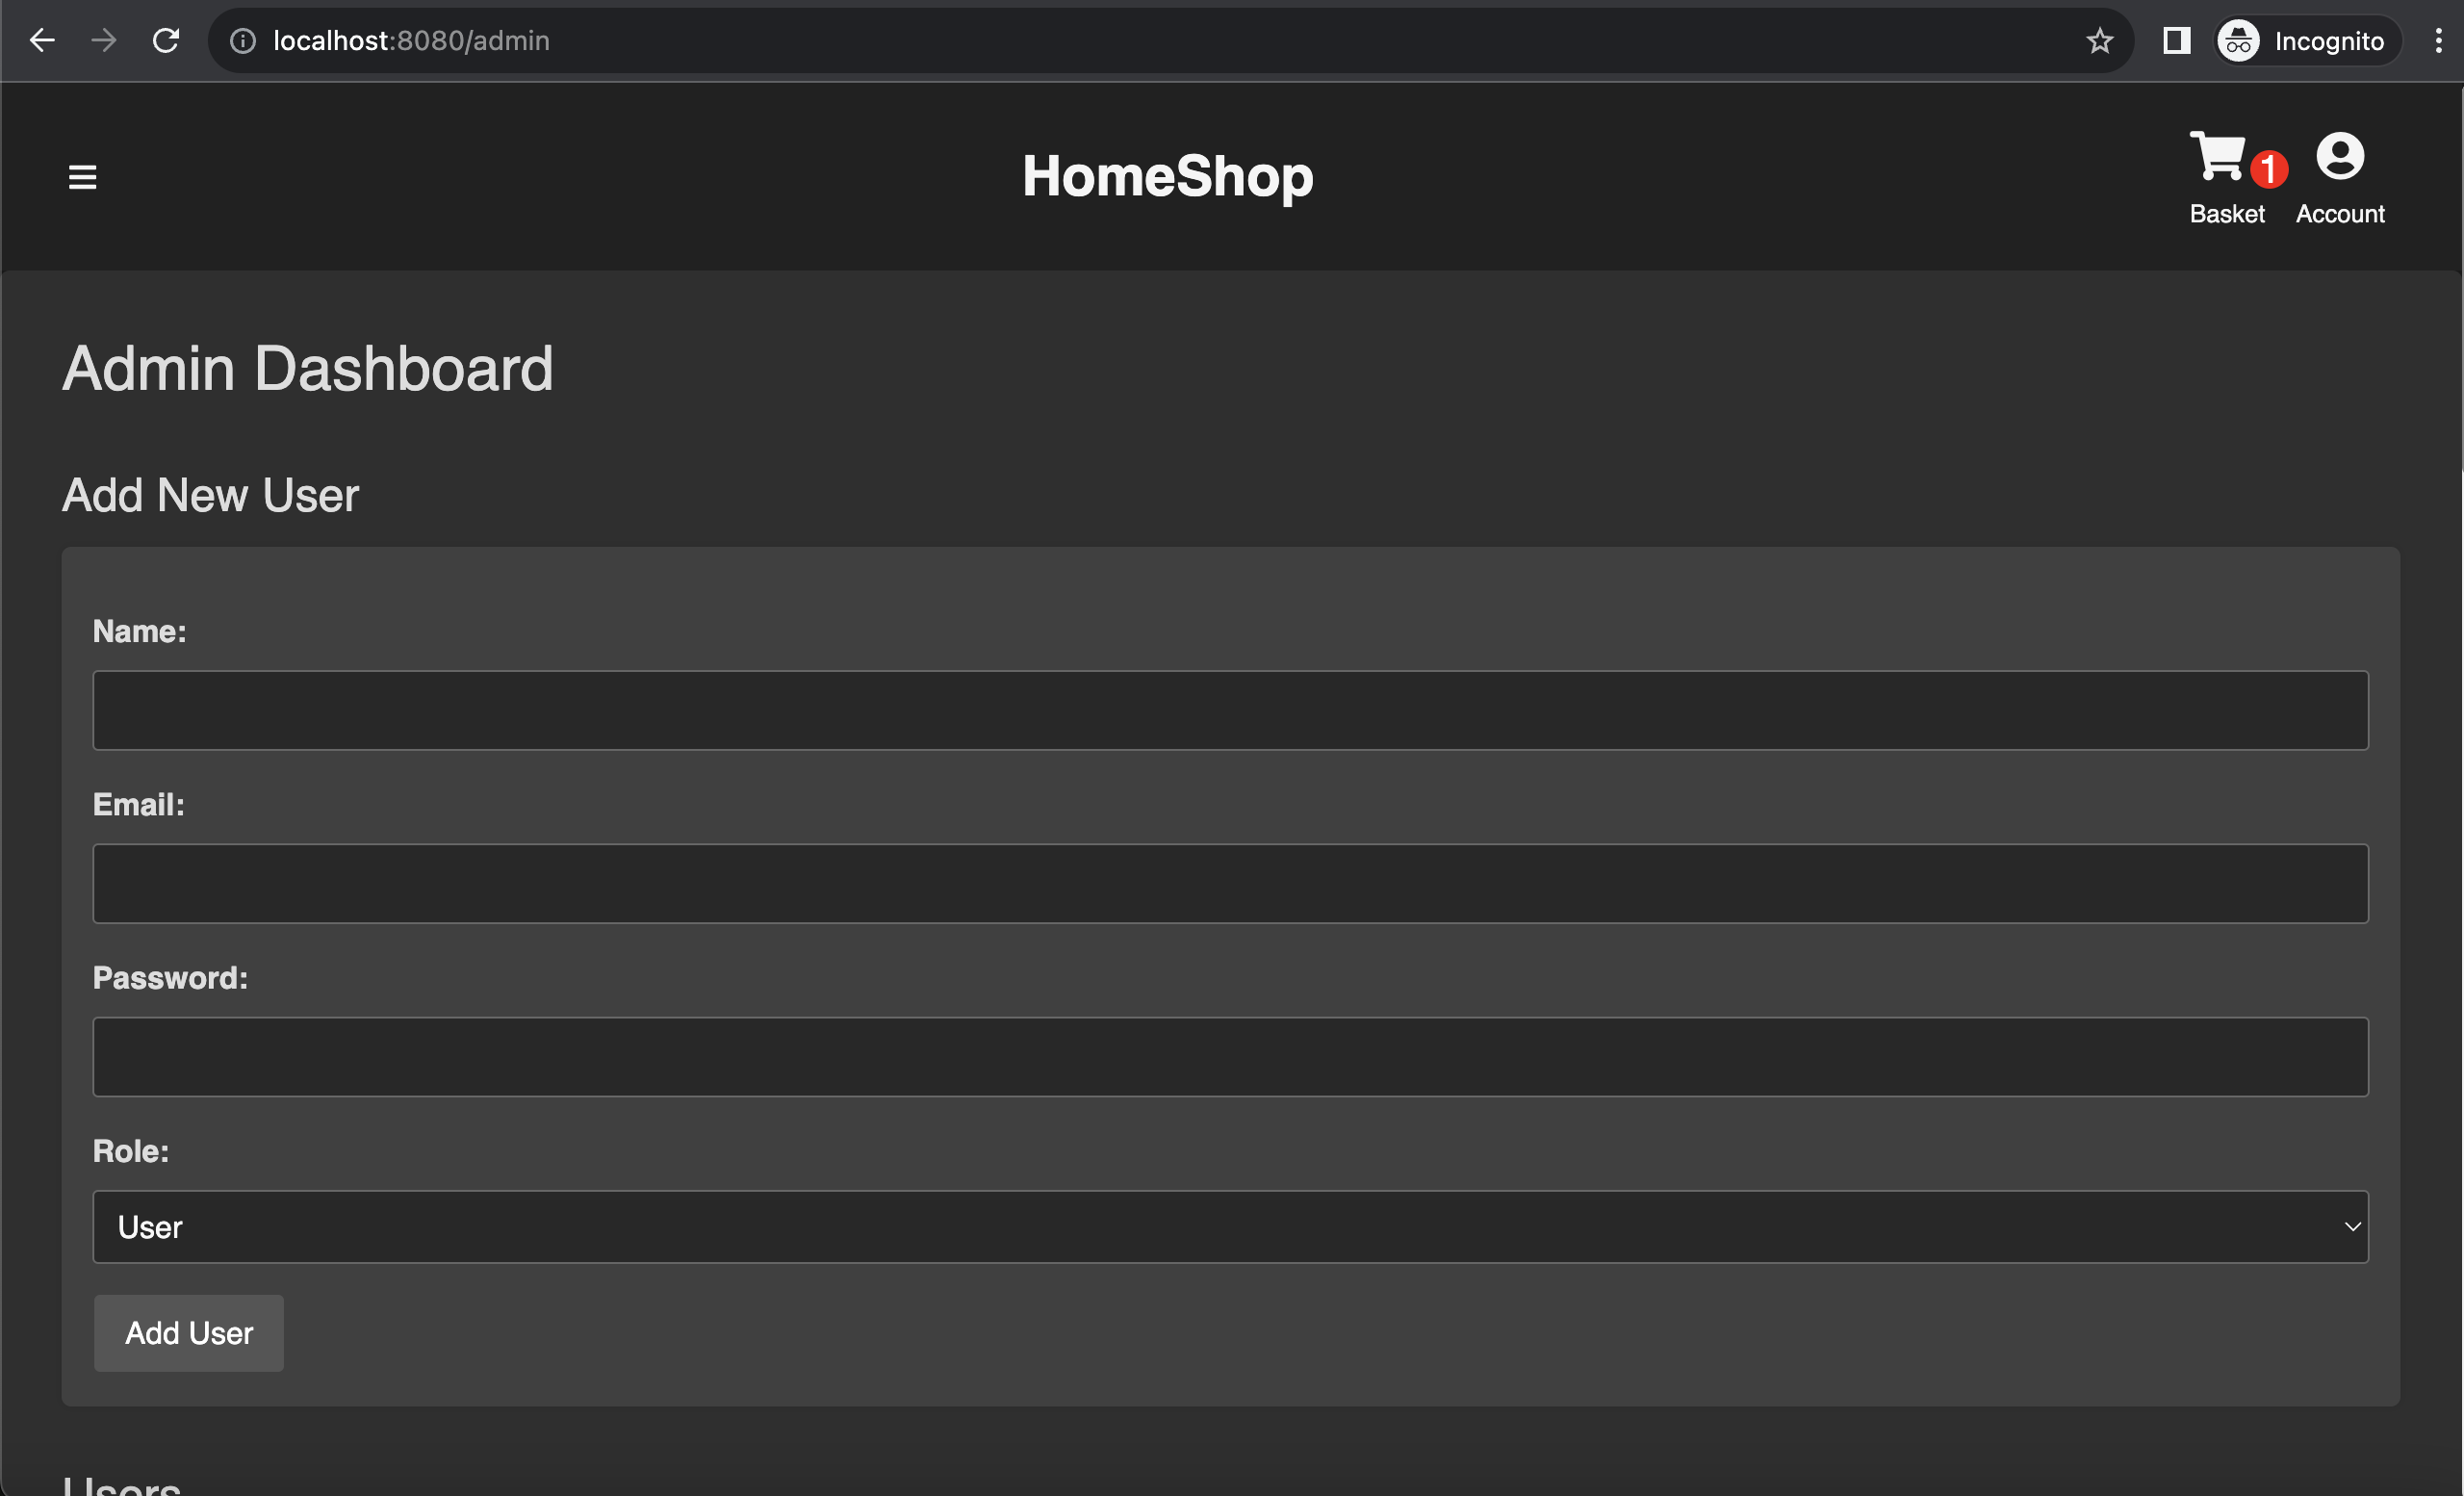 localhost:8080/admin
Incognito
HomeShop
1
Basket
Account
Admin Dashboard
Add New User
Name:
Email:
Password:
Role:
User
Add User
Users